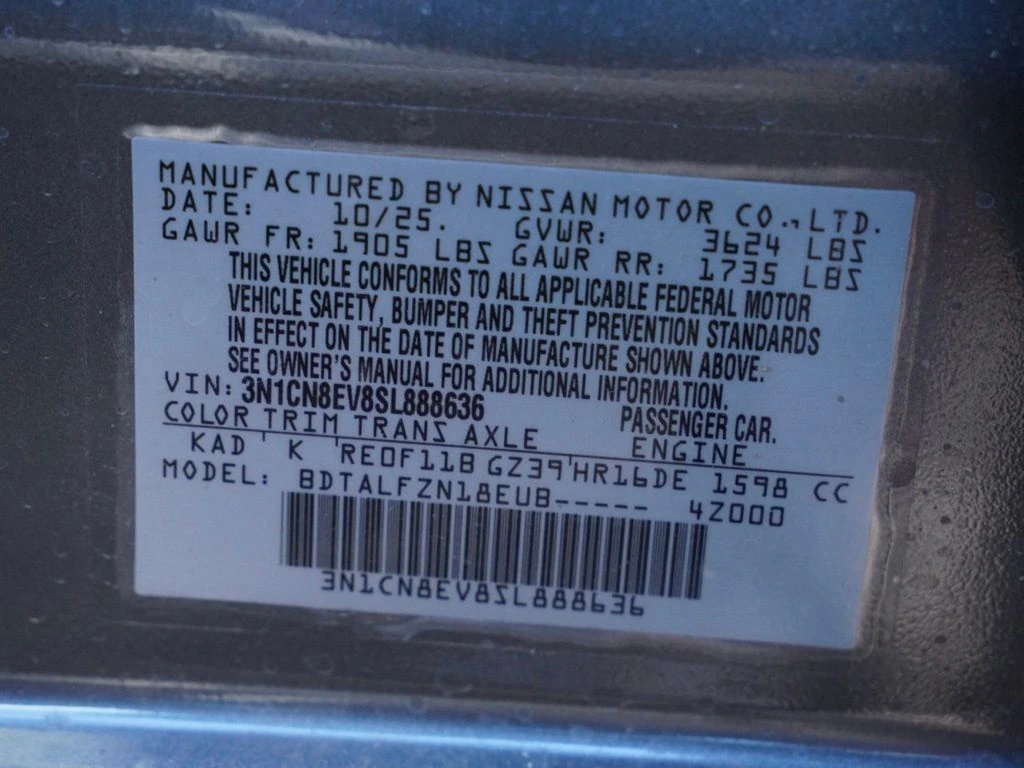 MANUFACTURED BY NISSAN MOTOR CO., LTD.
DATE: 10/25. GVWR: 3624 LBS
GAWR FR: 1905 LBS GAWR RR: 1735 LBS
THIS VEHICLE CONFORMS TO ALL APPLICABLE FEDERAL MOTOR
VEHICLE SAFETY, BUMPER AND THEFT PREVENTION STANDARDS
IN EFFECT ON THE DATE OF MANUFACTURE SHOWN ABOVE.
SEE OWNER'S MANUAL FOR ADDITIONAL INFORMATION.
VIN: 3N1CN8EV8SL888636 PASSENGER CAR.
COLOR TRIM TRANS AXLE ENGINE
KAD K RE0F11B GZ39 HR16DE 1598 CC
MODEL: BDTALFZN18EUB----- 4Z000
3N1CN8EV8SL888636